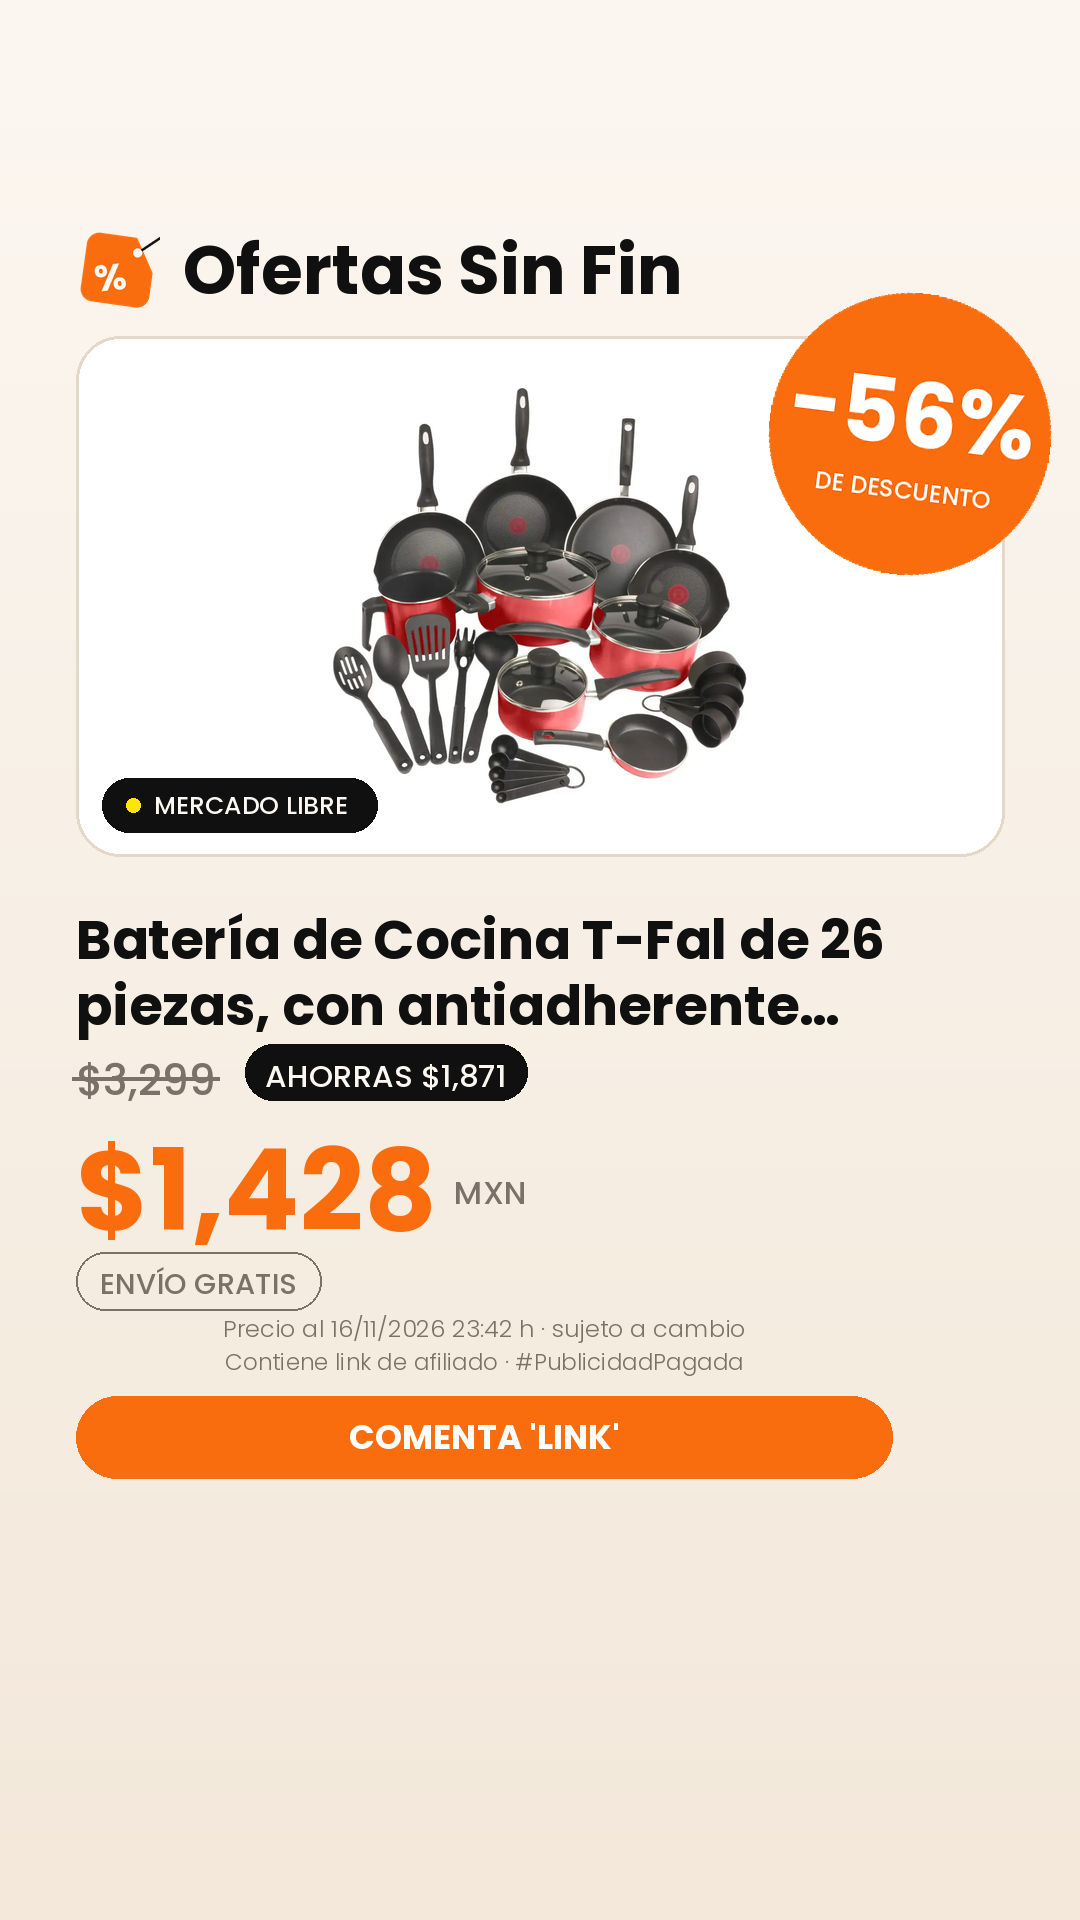 %
Ofertas Sin Fin
-56%
DE DESCUENTO
MERCADO LIBRE
Batería de Cocina T-Fal de 26
piezas, con antiadherente...
$3,299
AHORRAS $1,871
$1,428 MXN
ENVÍO GRATIS
Precio al 16/11/2026 23:42 h · sujeto a cambio
Contiene link de afiliado · #PublicidadPagada
COMENTA 'LINK'